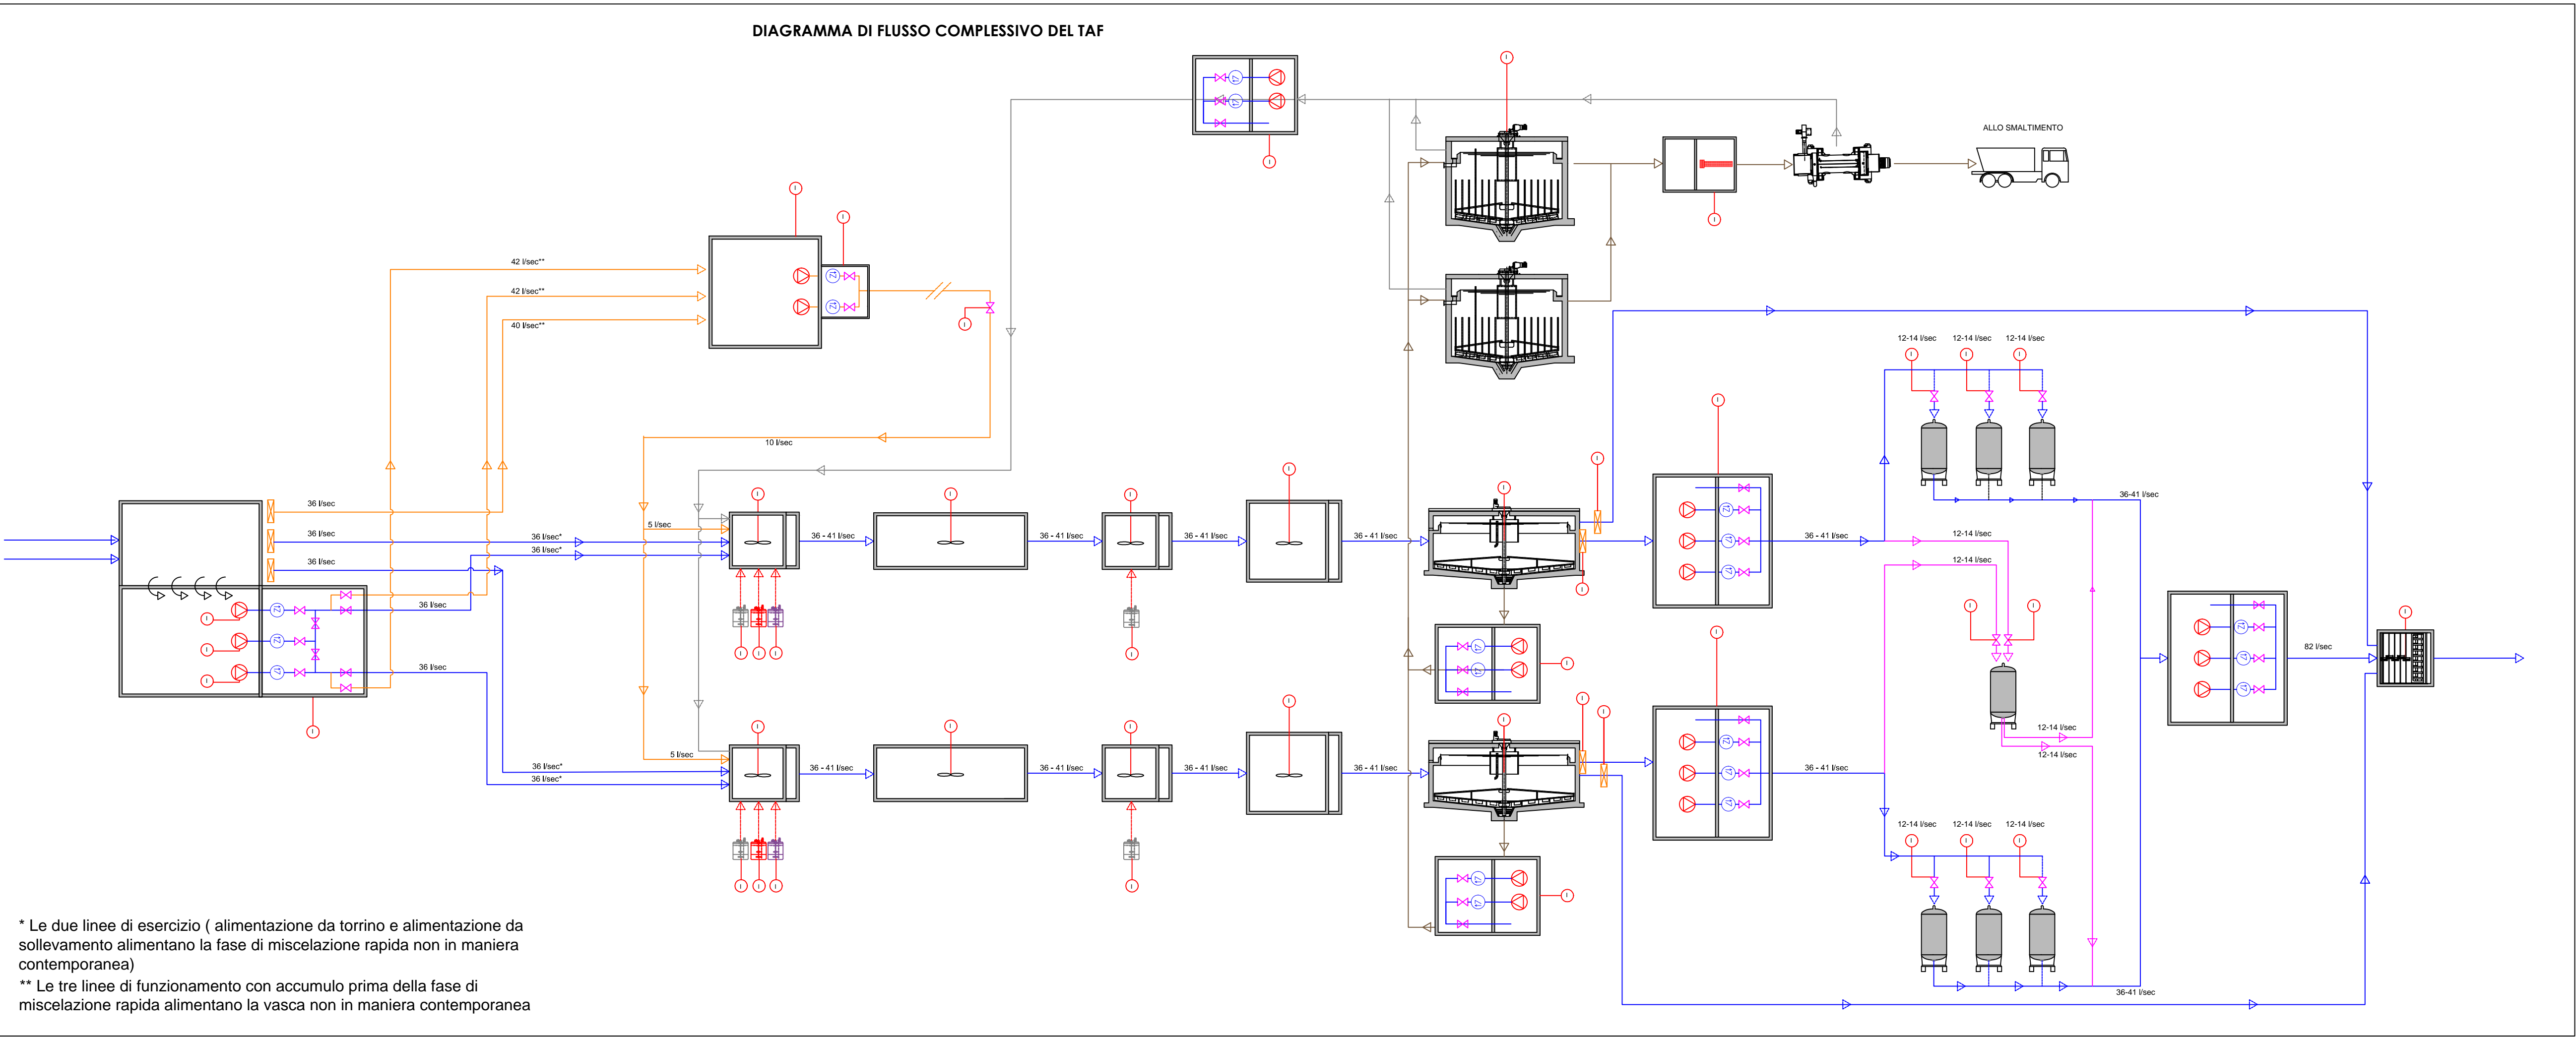 DIAGRAMMA DI FLUSSO COMPLESSIVO DEL TAF
ALLO SMALTIMENTO
42 l/sec**
42 l/sec**
40 l/sec**
10 l/sec
12-14 l/sec
12-14 l/sec
12-14 l/sec
36 l/sec
36 l/sec
36 l/sec
36 l/sec*
36 l/sec*
5 l/sec
36 - 41 l/sec
36 - 41 l/sec
36 - 41 l/sec
36 - 41 l/sec
36 - 41 l/sec
36-41 l/sec
12-14 l/sec
12-14 l/sec
36 l/sec
36 l/sec
82 l/sec
12-14 l/sec
12-14 l/sec
5 l/sec
36 l/sec*
36 l/sec*
36 - 41 l/sec
36 - 41 l/sec
36 - 41 l/sec
36 - 41 l/sec
36 - 41 l/sec
12-14 l/sec
12-14 l/sec
12-14 l/sec
36-41 l/sec
* Le due linee di esercizio ( alimentazione da torrino e alimentazione da
sollevamento alimentano la fase di miscelazione rapida non in maniera
contemporanea)
** Le tre linee di funzionamento con accumulo prima della fase di
miscelazione rapida alimentano la vasca non in maniera contemporanea